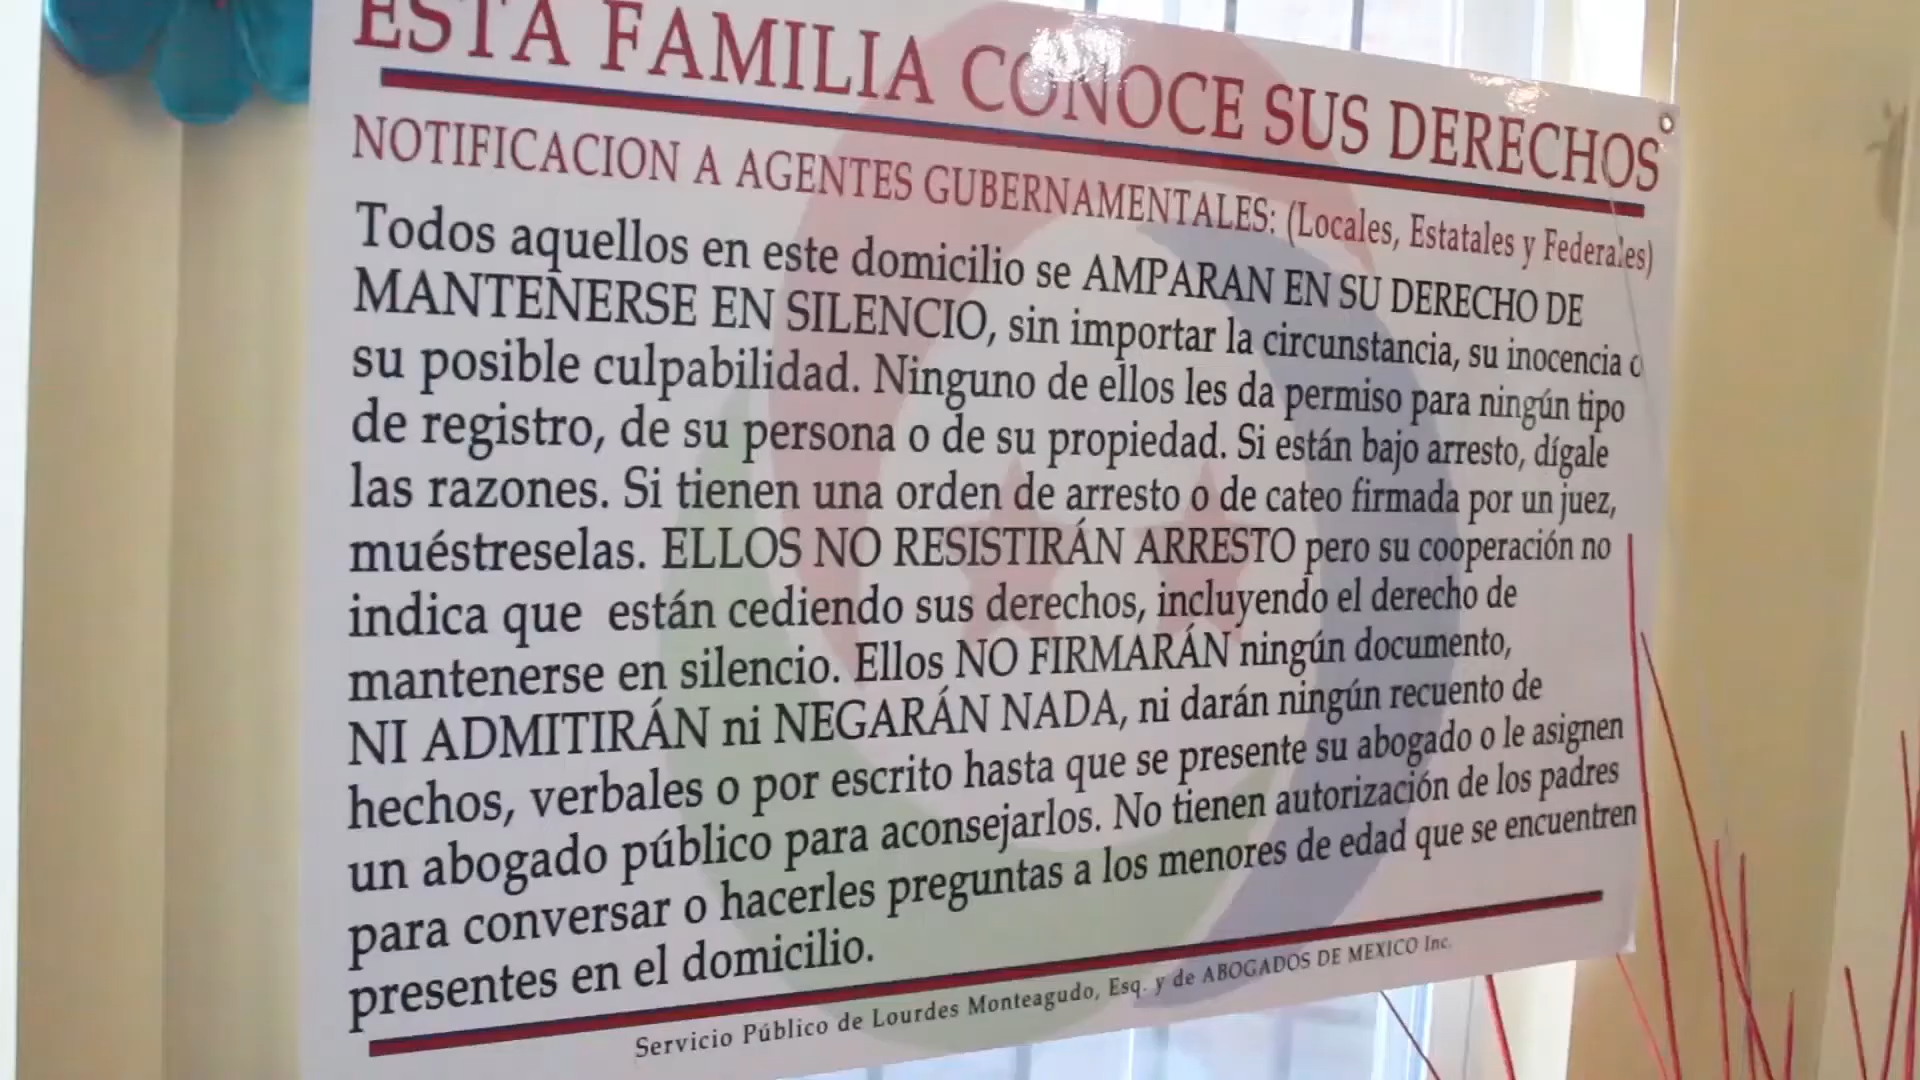 ESTA FAMILIA CONOCE SUS DERECHOS
NOTIFICACION A AGENTES GUBERNAMENTALES: (Locales, Estatales y Federales)
Todos aquellos en este domicilio se AMPARAN EN SU DERECHO DE
MANTENERSE EN SILENCIO, sin importar la circunstancia, su inocencia o
su posible culpabilidad. Ninguno de ellos les da permiso para ningún tipo
de registro, de su persona o de su propiedad. Si están bajo arresto, dígale
las razones. Si tienen una orden de arresto o de cateo firmada por un juez,
muéstreselas. ELLOS NO RESISTIRÁN ARRESTO pero su cooperación no
indica que están cediendo sus derechos, incluyendo el derecho de
mantenerse en silencio. Ellos NO FIRMARÁN ningún documento,
NI ADMITIRÁN ni NEGARÁN NADA, ni darán ningún recuento de
hechos, verbales o por escrito hasta que se presente su abogado o le asignen
un abogado público para aconsejarlos. No tienen autorización de los padres
para conversar o hacerles preguntas a los menores de edad que se encuentren
presentes en el domicilio.
Servicio Público de Lourdes Monteagudo, Esq. y de ABOGADOS DE MEXICO Inc.